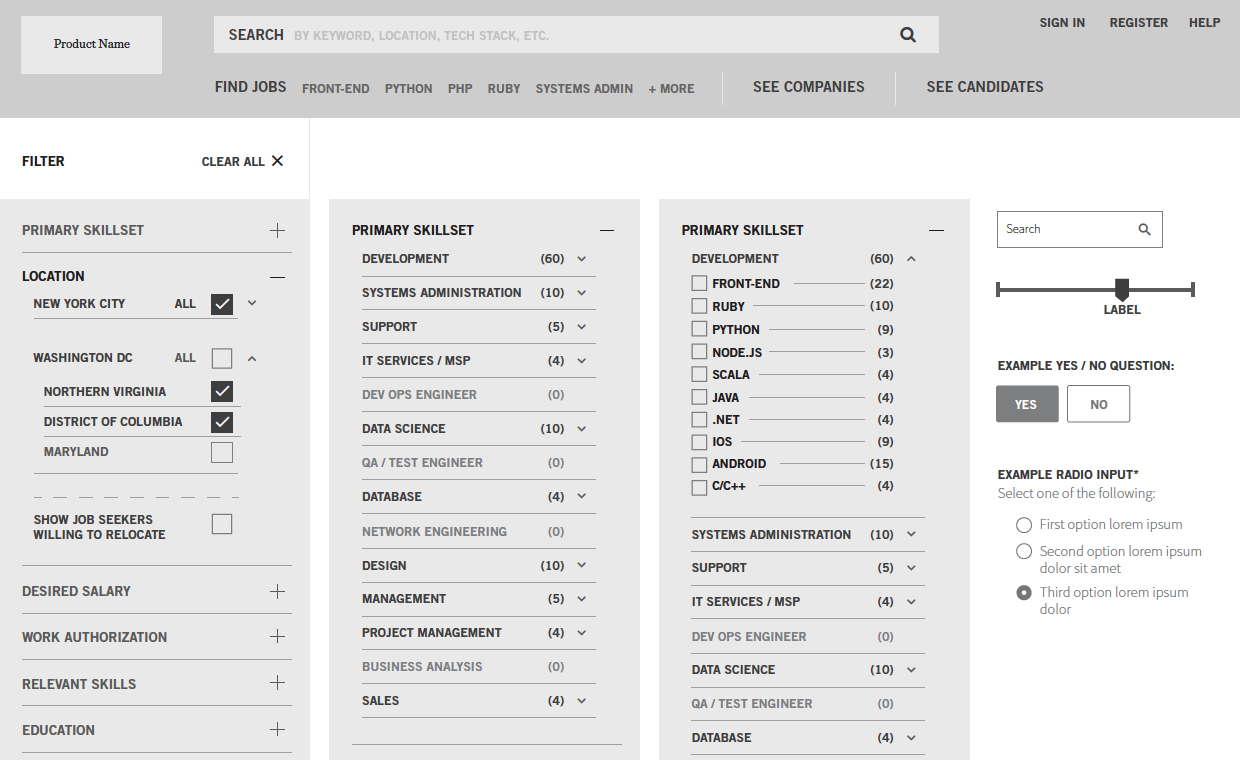 Product Name
SEARCH BY KEYWORD, LOCATION, TECH STACK, ETC.
SIGN IN REGISTER HELP
FIND JOBS FRONT-END PYTHON PHP RUBY SYSTEMS ADMIN + MORE SEE COMPANIES SEE CANDIDATES
FILTER CLEAR ALL
PRIMARY SKILLSET
LOCATION
NEW YORK CITY ALL
WASHINGTON DC ALL
NORTHERN VIRGINIA
DISTRICT OF COLUMBIA
MARYLAND
SHOW JOB SEEKERS
WILLING TO RELOCATE
DESIRED SALARY
WORK AUTHORIZATION
RELEVANT SKILLS
EDUCATION
PRIMARY SKILLSET
DEVELOPMENT (60)
SYSTEMS ADMINISTRATION (10)
SUPPORT (5)
IT SERVICES / MSP (4)
DEV OPS ENGINEER (0)
DATA SCIENCE (10)
QA / TEST ENGINEER (0)
DATABASE (4)
NETWORK ENGINEERING (0)
DESIGN (10)
MANAGEMENT (5)
PROJECT MANAGEMENT (4)
BUSINESS ANALYSIS (0)
SALES (4)
PRIMARY SKILLSET
DEVELOPMENT (60)
FRONT-END (22)
RUBY (10)
PYTHON (9)
NODE.JS (3)
SCALA (4)
JAVA (4)
.NET (4)
IOS (9)
ANDROID (15)
C/C++ (4)
SYSTEMS ADMINISTRATION (10)
SUPPORT (5)
IT SERVICES / MSP (4)
DEV OPS ENGINEER (0)
DATA SCIENCE (10)
QA / TEST ENGINEER (0)
DATABASE (4)
Search
LABEL
EXAMPLE YES / NO QUESTION:
YES NO
EXAMPLE RADIO INPUT*
Select one of the following:
First option lorem ipsum
Second option lorem ipsum
dolor sit amet
Third option lorem ipsum
dolor